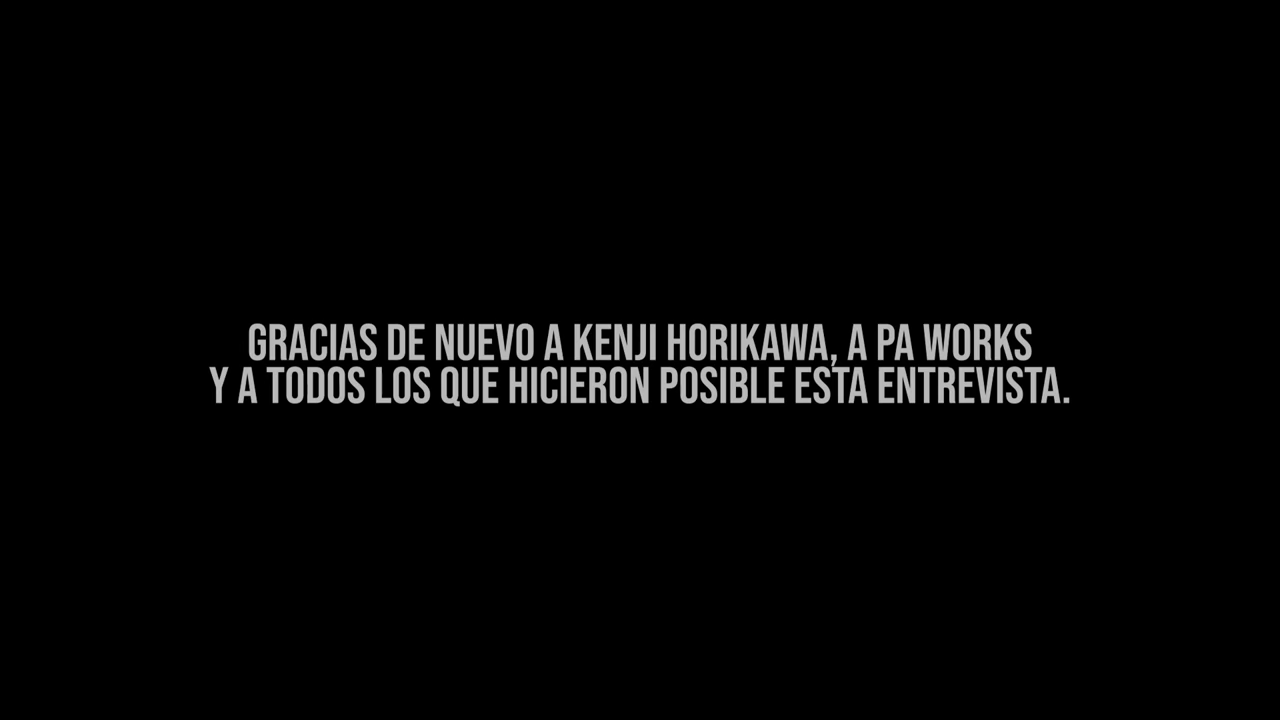 GRACIAS DE NUEVO A KENJI HORIKAWA, A PA WORKS
Y A TODOS LOS QUE HICIERON POSIBLE ESTA ENTREVISTA.